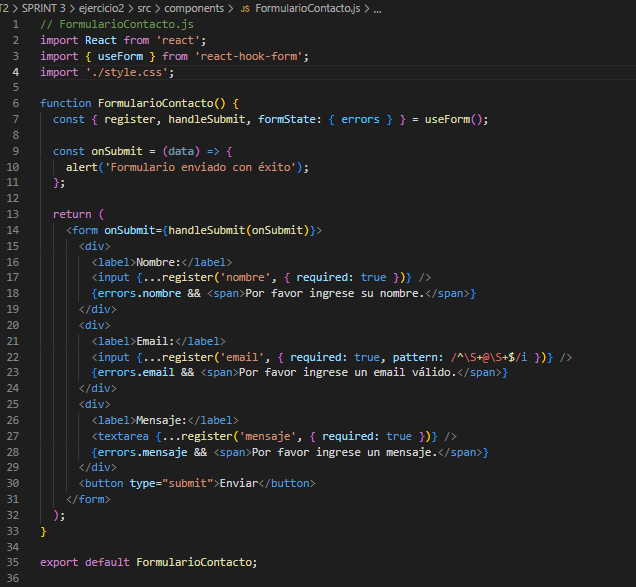 T2 > SPRINT 3 > ejercicio2 > src > components > JS FormularioContacto.js > ...
1 // FormularioContacto.js
2 import React from 'react';
3 import { useForm } from 'react-hook-form';
4 import './style.css';
5
6 function FormularioContacto() {
7 const { register, handleSubmit, formState: { errors } } = useForm();
8
9 const onSubmit = (data) => {
10 alert('Formulario enviado con éxito');
11 };
12
13 return (
14 <form onSubmit={handleSubmit(onSubmit)}>
15 <div>
16 <label>Nombre:</label>
17 <input {...register('nombre', { required: true })} />
18 {errors.nombre && <span>Por favor ingrese su nombre.</span>}
19 </div>
20 <div>
21 <label>Email:</label>
22 <input {...register('email', { required: true, pattern: /^\S+@\S+$/i })} />
23 {errors.email && <span>Por favor ingrese un email válido.</span>}
24 </div>
25 <div>
26 <label>Mensaje:</label>
27 <textarea {...register('mensaje', { required: true })} />
28 {errors.mensaje && <span>Por favor ingrese un mensaje.</span>}
29 </div>
30 <button type="submit">Enviar</button>
31 </form>
32 );
33 }
34
35 export default FormularioContacto;
36